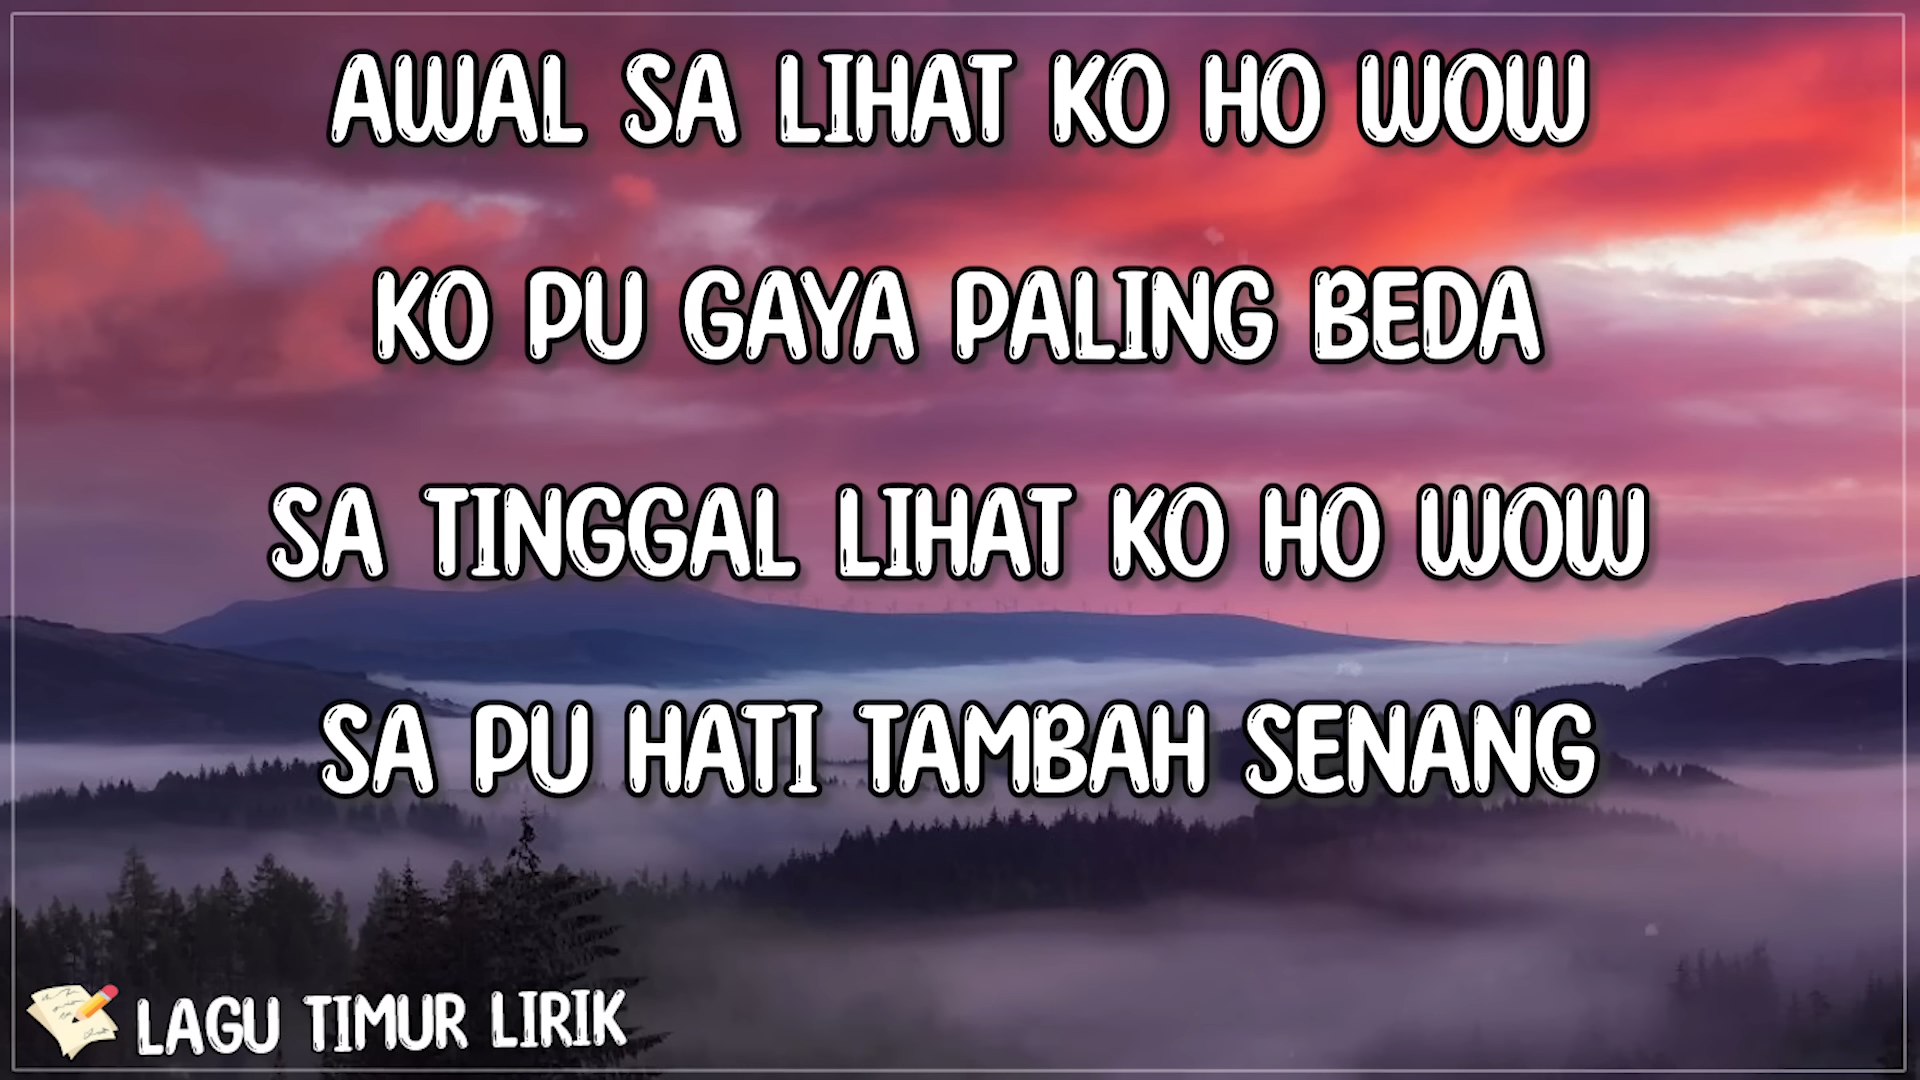 AWAL SA LIHAT KO HO WOW
KO PU GAYA PALING BEDA
SA TINGGAL LIHAT KO HO WOW
SA PU HATI TAMBAH SENANG
LAGU TIMUR LIRIK